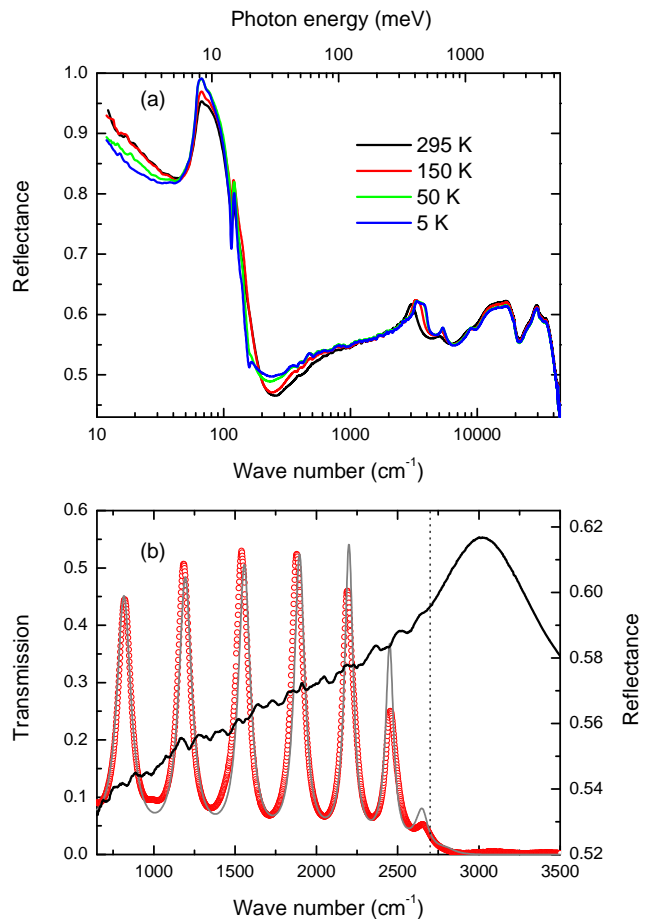 Photon energy (meV)
10 100 1000
1.0
0.9
0.8
0.7
0.6
0.5
Reflectance
(a)
295 K
150 K
50 K
5 K
10 100 1000 10000
Wave number (cm⁻¹)
0.6
0.5
0.4
0.3
0.2
0.1
0.0
Transmission
(b)
0.62
0.60
0.58
0.56
0.54
0.52
Reflectance
1000 1500 2000 2500 3000 3500
Wave number (cm⁻¹)